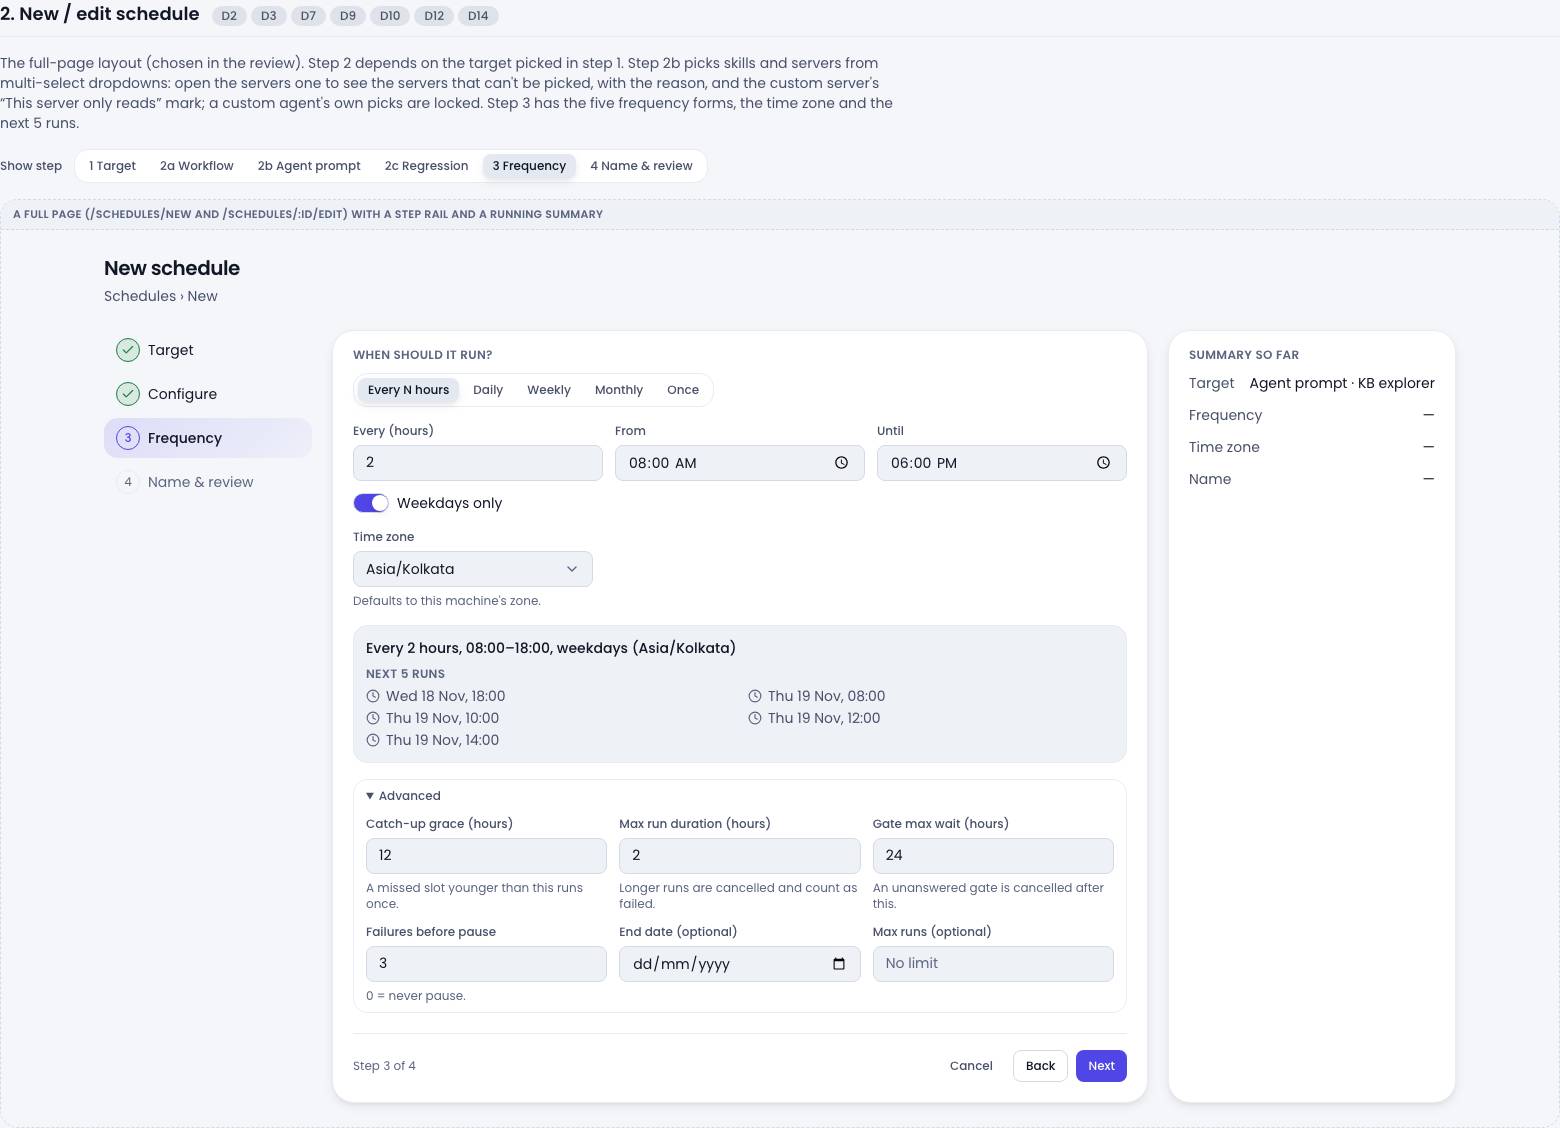 2. New / edit schedule D2 D3 D7 D9 D10 D12 D14
The full-page layout (chosen in the review). Step 2 depends on the target picked in step 1. Step 2b picks skills and servers from
multi-select dropdowns: open the servers one to see the servers that can't be picked, with the reason, and the custom server's
“This server only reads” mark; a custom agent's own picks are locked. Step 3 has the five frequency forms, the time zone and the
next 5 runs.
Show step 1 Target 2a Workflow 2b Agent prompt 2c Regression 3 Frequency 4 Name & review
A FULL PAGE (/SCHEDULES/NEW AND /SCHEDULES/:ID/EDIT) WITH A STEP RAIL AND A RUNNING SUMMARY
New schedule
Schedules › New
Target
Configure
3 Frequency
4 Name & review
WHEN SHOULD IT RUN?
Every N hours Daily Weekly Monthly Once
Every (hours) From Until
2 08:00 AM 06:00 PM
Weekdays only
Time zone
Asia/Kolkata
Defaults to this machine's zone.
Every 2 hours, 08:00–18:00, weekdays (Asia/Kolkata)
NEXT 5 RUNS
Wed 18 Nov, 18:00 Thu 19 Nov, 08:00
Thu 19 Nov, 10:00 Thu 19 Nov, 12:00
Thu 19 Nov, 14:00
▼ Advanced
Catch-up grace (hours) Max run duration (hours) Gate max wait (hours)
12 2 24
A missed slot younger than this runs Longer runs are cancelled and count as An unanswered gate is cancelled after
once. failed. this.
Failures before pause End date (optional) Max runs (optional)
3 dd/mm/yyyy No limit
0 = never pause.
Step 3 of 4 Cancel Back Next
SUMMARY SO FAR
Target Agent prompt · KB explorer
Frequency —
Time zone —
Name —